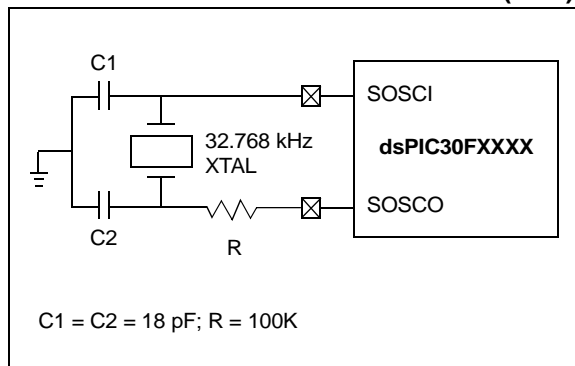 C1
SOSCI
32.768 kHz
XTAL
dsPIC30FXXXX
SOSCO
C2
R
C1 = C2 = 18 pF; R = 100K